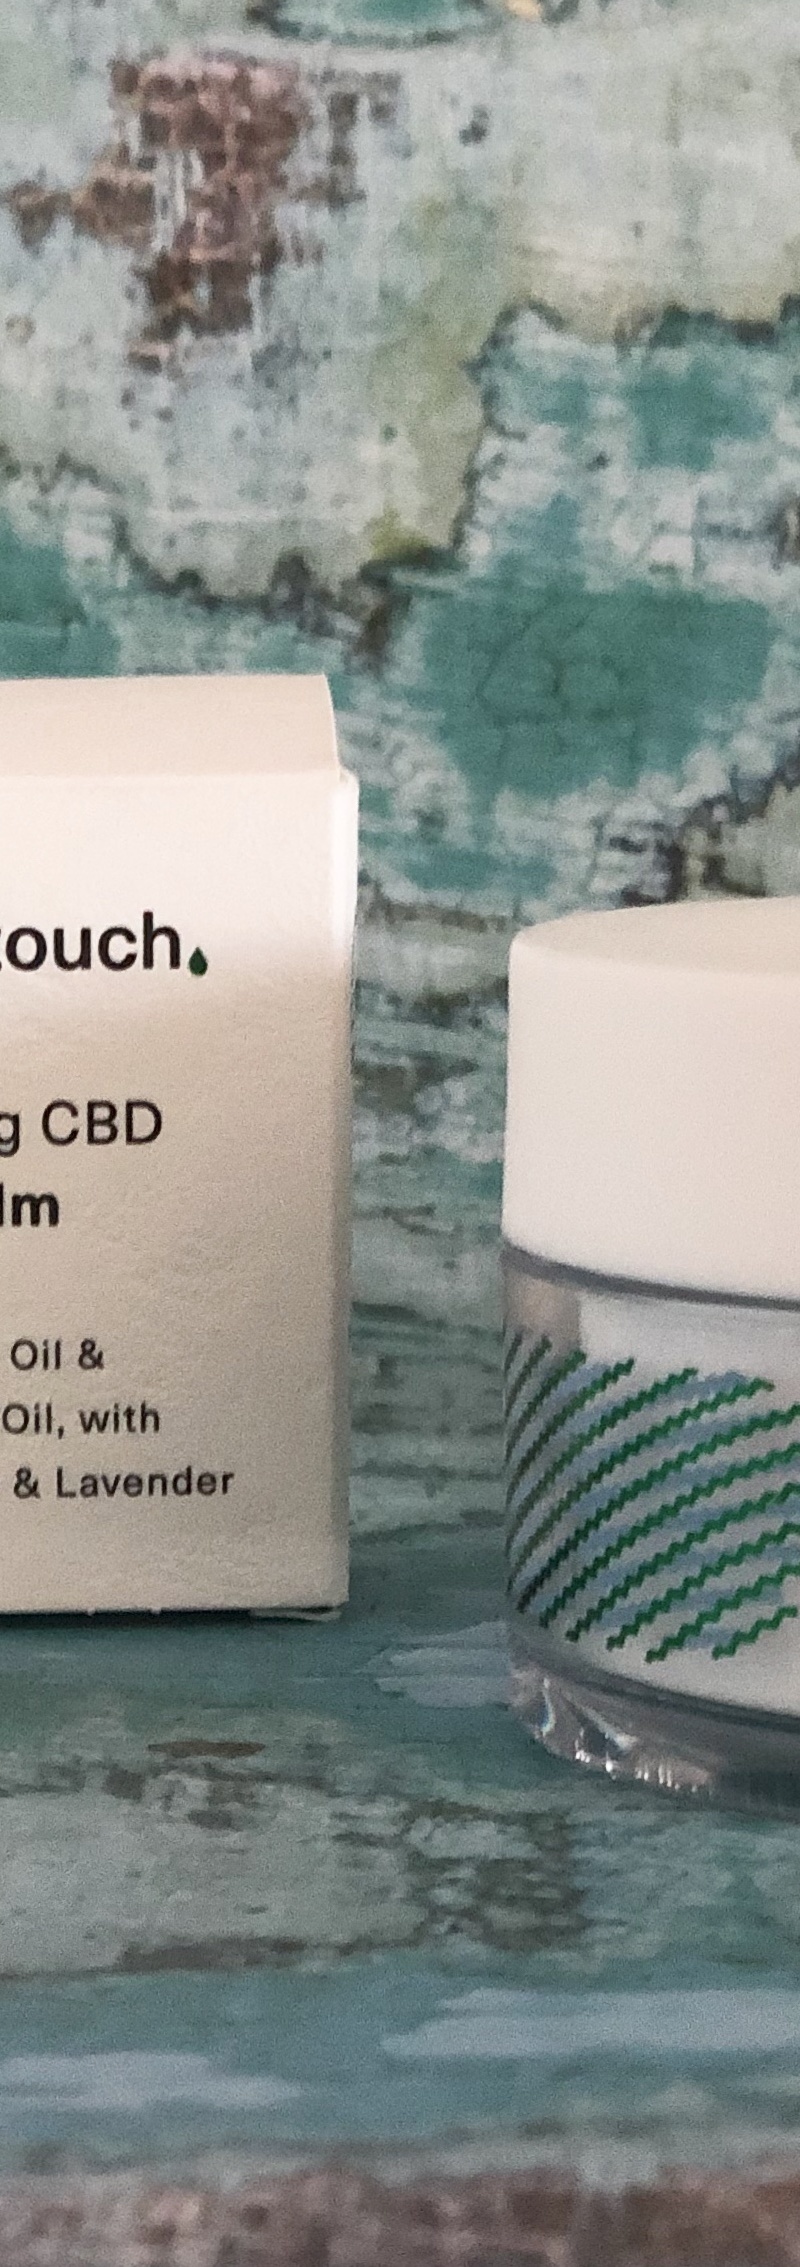 touch.
g CBD
lm
Oil &
Oil, with
& Lavender